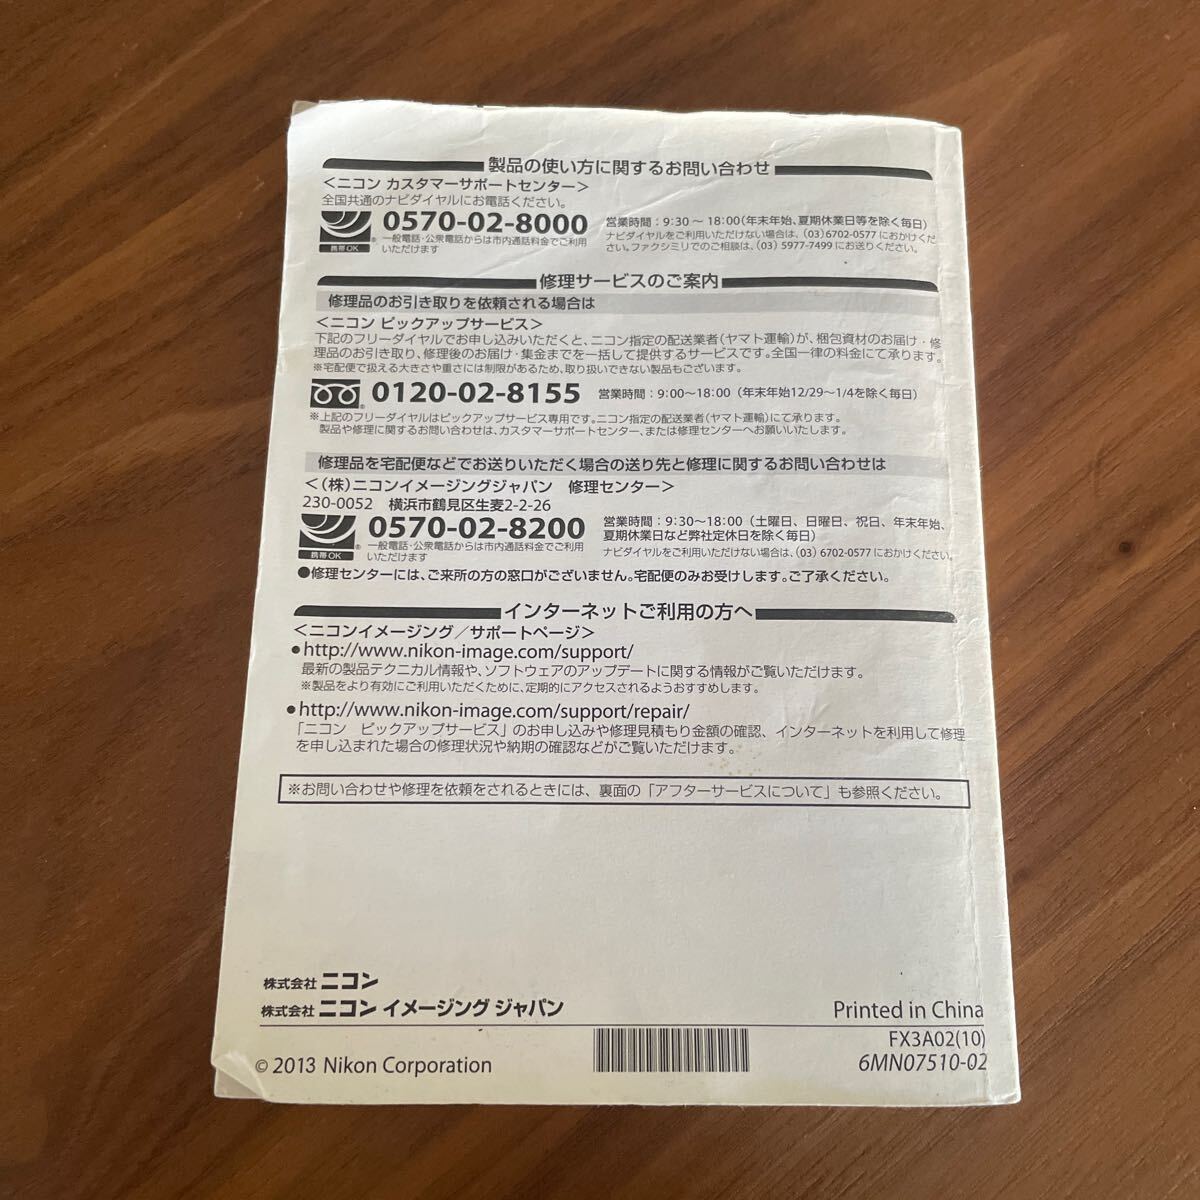 製品の使い方に関するお問い合わせ
＜ニコン カスタマーサポートセンター＞
全国共通のナビダイヤルにお電話ください。
0570-02-8000
携帯OK
一般電話・公衆電話からは市内通話料金でご利用
いただけます
営業時間：9:30 ～ 18:00（年末年始、夏期休業日等を除く毎日）
ナビダイヤルをご利用いただけない場合は、（03）6702-0577 におかけくだ
さい。ファクシミリでのご相談は、（03）5977-7499 にお送りください。
修理サービスのご案内
修理品のお引き取りを依頼される場合は
＜ニコン ピックアップサービス＞
下記のフリーダイヤルでお申し込みいただくと、ニコン指定の配送業者（ヤマト運輸）が、梱包資材のお届け・修
理品のお引き取り、修理後のお届け・集金までを一括して提供するサービスです。全国一律の料金にて承ります。
※宅配便で扱える大きさや重さには制限があるため、取り扱いできない製品もございます。
0120-02-8155
営業時間：9:00～18:00（年末年始12/29～1/4を除く毎日）
※上記のフリーダイヤルはピックアップサービス専用です。ニコン指定の配送業者（ヤマト運輸）にて承ります。
製品や修理に関するお問い合わせは、カスタマーサポートセンター、または修理センターへお願いいたします。
修理品を宅配便などでお送りいただく場合の送り先と修理に関するお問い合わせは
＜（株）ニコンイメージングジャパン 修理センター＞
230-0052 横浜市鶴見区生麦2-2-26
0570-02-8200
携帯OK
一般電話・公衆電話からは市内通話料金でご利用
いただけます
営業時間：9:30～18:00（土曜日、日曜日、祝日、年末年始、
夏期休業日など弊社定休日を除く毎日）
ナビダイヤルをご利用いただけない場合は、（03）6702-0577 におかけください。
●修理センターには、ご来所の方の窓口がございません。宅配便のみお受けします。ご了承ください。
インターネットご利用の方へ
＜ニコンイメージング／サポートページ＞
●http://www.nikon-image.com/support/
最新の製品テクニカル情報や、ソフトウェアのアップデートに関する情報がご覧いただけます。
※製品をより有効にご利用いただくために、定期的にアクセスされるようおすすめします。
●http://www.nikon-image.com/support/repair/
「ニコン ピックアップサービス」のお申し込みや修理見積もり金額の確認、インターネットを利用して修理
を申し込まれた場合の修理状況や納期の確認などがご覧いただけます。
※お問い合わせや修理を依頼をされるときには、裏面の「アフターサービスについて」も参照ください。
株式会社 ニコン
株式会社 ニコン イメージング ジャパン
Printed in China
FX3A02(10)
© 2013 Nikon Corporation
6MN07510-02